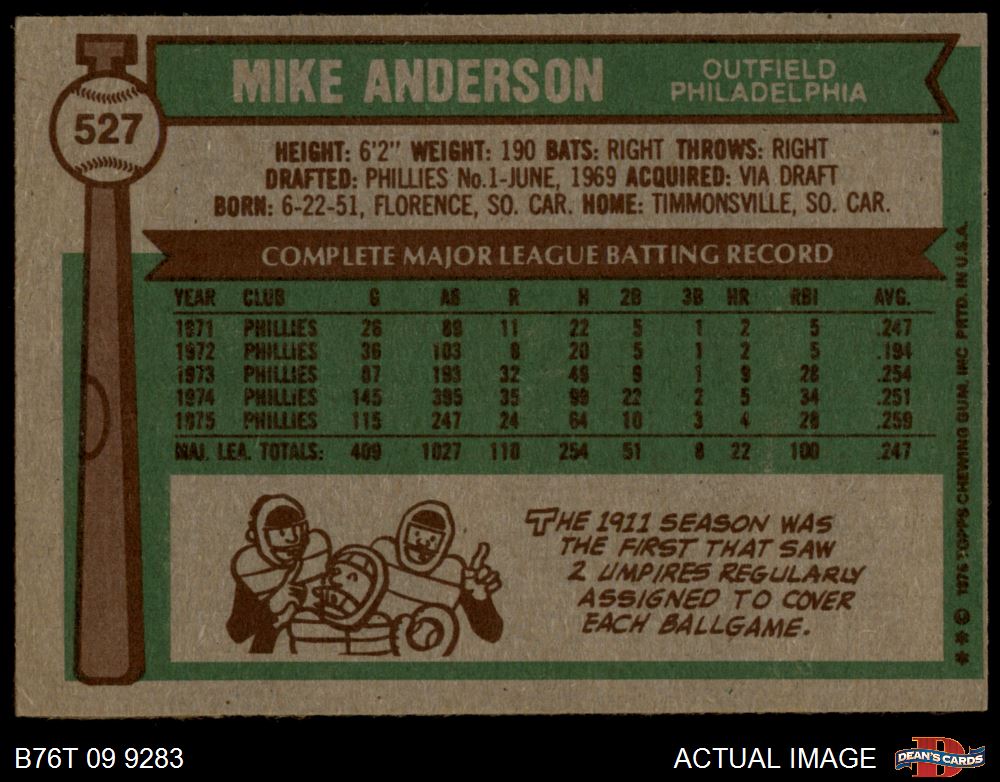 527
MIKE ANDERSON
OUTFIELD
PHILADELPHIA
HEIGHT: 6'2" WEIGHT: 190 BATS: RIGHT THROWS: RIGHT
DRAFTED: PHILLIES No.1-JUNE, 1969 ACQUIRED: VIA DRAFT
BORN: 6-22-51, FLORENCE, SO. CAR. HOME: TIMMONSVILLE, SO. CAR.
COMPLETE MAJOR LEAGUE BATTING RECORD
YEAR CLUB G AB R H 2B 3B HR RBI AVG.
1971 PHILLIES 26 89 11 22 5 1 2 5 .247
1972 PHILLIES 36 103 8 20 5 1 2 5 .194
1973 PHILLIES 87 193 32 49 9 1 9 28 .254
1974 PHILLIES 145 395 35 99 22 2 5 34 .251
1975 PHILLIES 115 247 24 64 10 3 4 28 .259
MAJ. LEA. TOTALS: 409 1027 110 254 51 8 22 100 .247
THE 1911 SEASON WAS
THE FIRST THAT SAW
2 UMPIRES REGULARLY
ASSIGNED TO COVER
EACH BALLGAME.
** © 1976 TOPPS CHEWING GUM, INC PRTD. IN U.S.A.
B76T 09 9283
ACTUAL IMAGE
D
DEAN'S CARDS